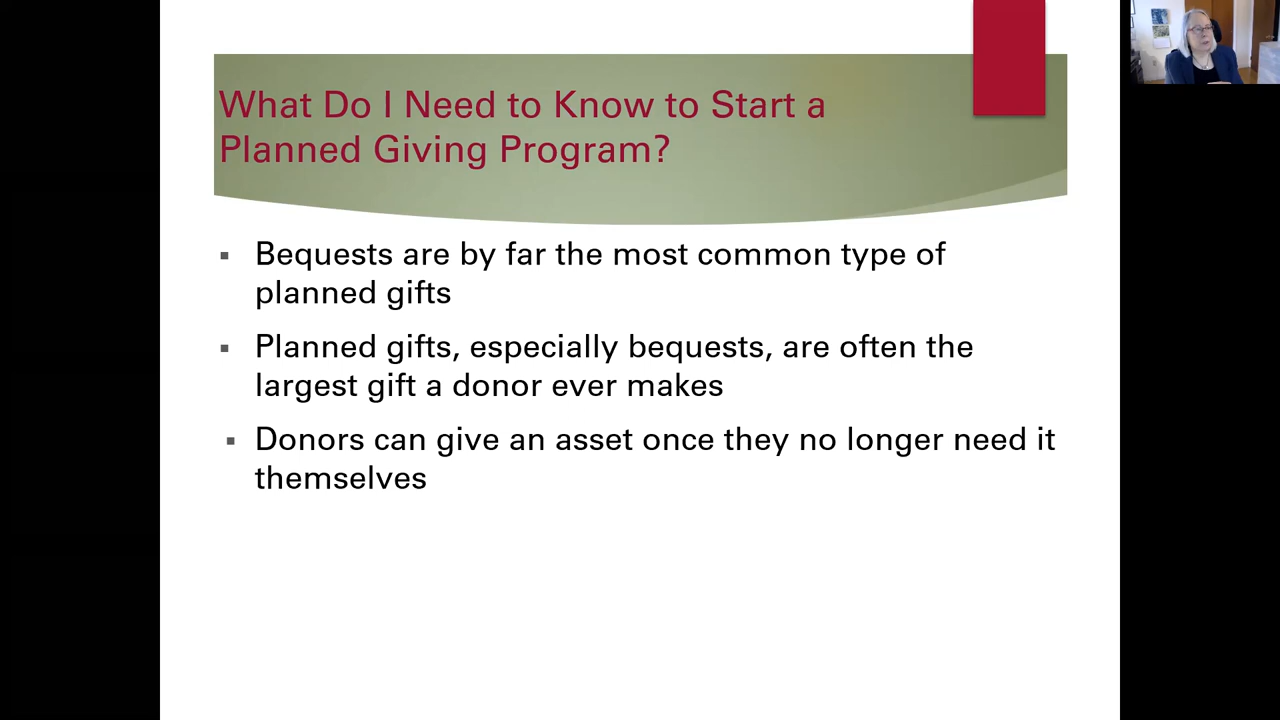 What Do I Need to Know to Start a
Planned Giving Program?
▪ Bequests are by far the most common type of
planned gifts
▪ Planned gifts, especially bequests, are often the
largest gift a donor ever makes
▪ Donors can give an asset once they no longer need it
themselves